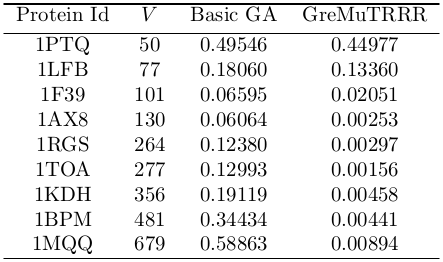 Protein Id V Basic GA GreMuTRRR
1PTQ 50 0.49546 0.44977
1LFB 77 0.18060 0.13360
1F39 101 0.06595 0.02051
1AX8 130 0.06064 0.00253
1RGS 264 0.12380 0.00297
1TOA 277 0.12993 0.00156
1KDH 356 0.19119 0.00458
1BPM 481 0.34434 0.00441
1MQQ 679 0.58863 0.00894